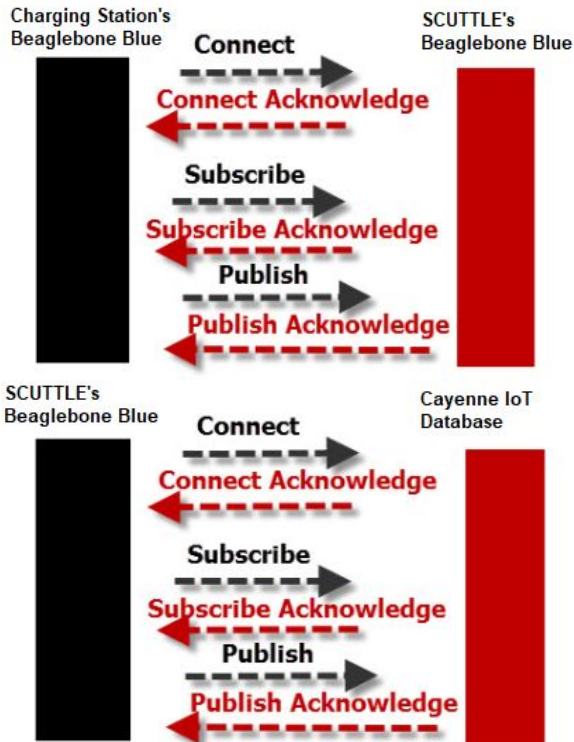 Charging Station's
Beaglebone Blue
SCUTTLE's
Beaglebone Blue
Connect
Connect Acknowledge
Subscribe
Subscribe Acknowledge
Publish
Publish Acknowledge
SCUTTLE's
Beaglebone Blue
Cayenne IoT
Database
Connect
Connect Acknowledge
Subscribe
Subscribe Acknowledge
Publish
Publish Acknowledge